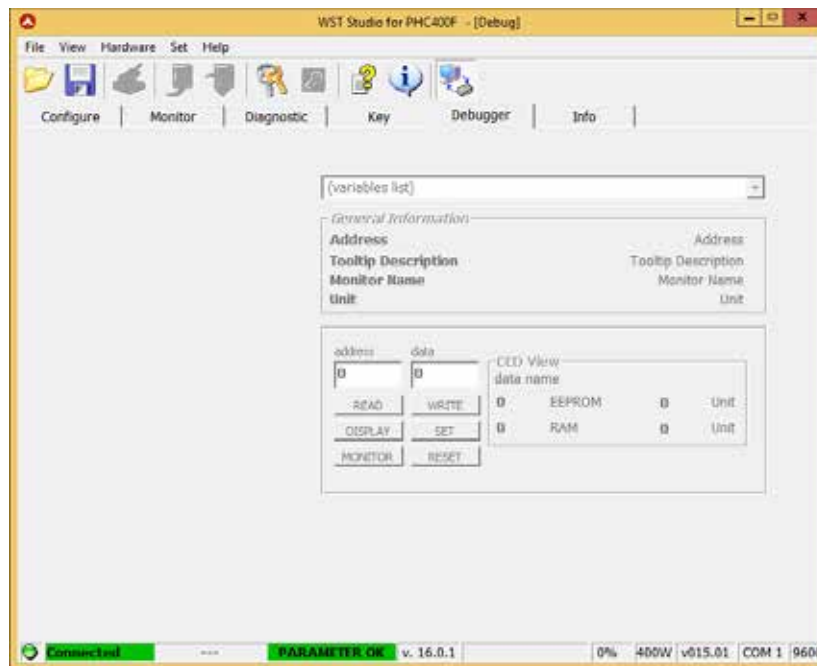 WST Studio for PHC400F - [Debug]
File View Hardware Set Help
Configure Monitor Diagnostic Key Debugger Info
(variables list)
General Information
Address Address
Tooltip Description Tooltip Description
Monitor Name Monitor Name
Unit Unit
address data
0 0
READ WRITE
DISPLAY SET
MONITOR RESET
CCD View
data name
0 EEPROM 0 Unit
0 RAM 0 Unit
Connected --- PARAMETER OK v. 16.0.1 0% 400W v015.01 COM 1 960